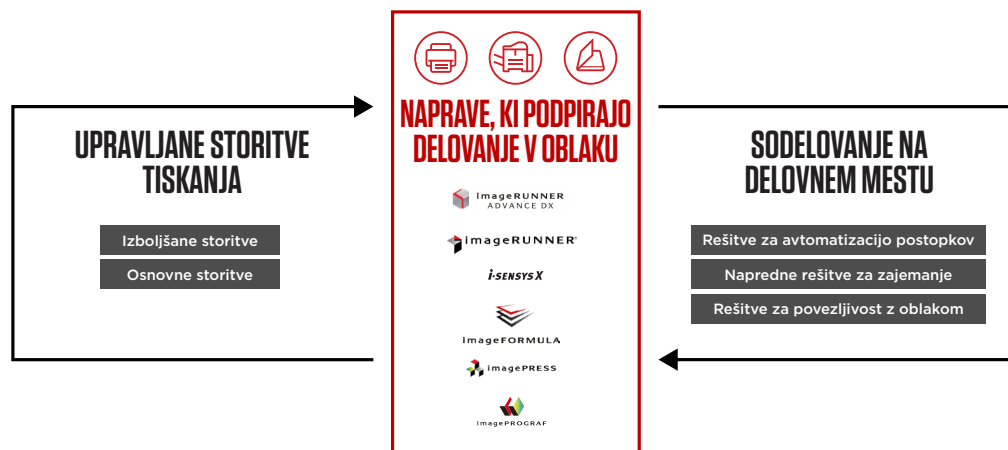 UPRAVLJANE STORITVE
TISKANJA
Izboljšane storitve
Osnovne storitve
NAPRAVE, KI PODPIRAJO
DELOVANJE V OBLAKU
imageRUNNER
ADVANCE DX
imageRUNNER®
i-SENSYS X
imageFORMULA
imagePRESS
imagePROGRAF
SODELOVANJE NA
DELOVNEM MESTU
Rešitve za avtomatizacijo postopkov
Napredne rešitve za zajemanje
Rešitve za povezljivost z oblakom